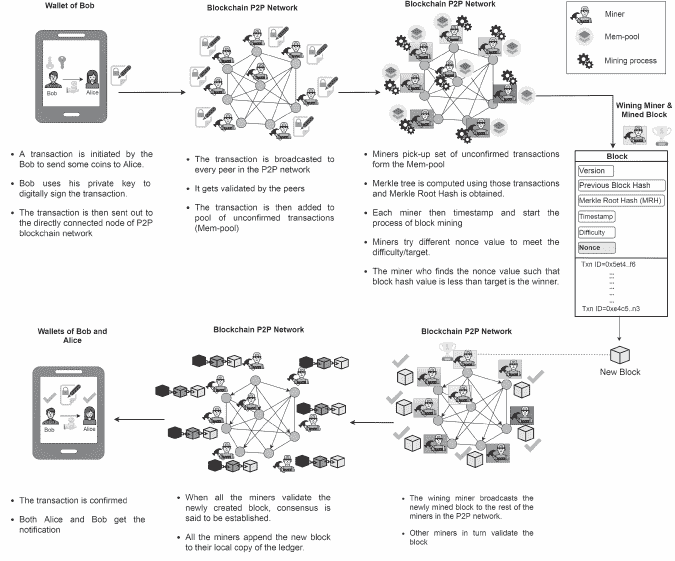 Wallet of Bob
Bob
Alice
A transaction is initiated by the
Bob to send some coins to Alice.
Bob uses his private key to
digitally sign the transaction.
The transaction is then sent out to
the directly connected node of P2P
blockchain network
Blockchain P2P Network
The transaction is broadcasted to
every peer in the P2P network
It gets validated by the peers
The transaction is then added to
pool of unconfirmed transactions
(Mem-pool)
Blockchain P2P Network
Miners pick-up set of unconfirmed transactions
form the Mem-pool
Merkle tree is computed using those transactions
and Merkle Root Hash is obtained.
Each miner then timestamp and start the
process of block mining
Miners try different nonce value to meet the
difficulty/target.
The miner who finds the nonce value such that
block hash value is less than target is the winner.
Miner
Mem-pool
Mining process
Wining Miner &
Mined Block
Block
Version
Previous Block Hash
Merkle Root Hash (MRH)
Timestamp
Difficulty
Nonce
Txn ID=0x5et4..f6
...
...
...
...
Txn ID=0xe4c5..n3
New Block
Blockchain P2P Network
The wining miner broadcasts the
newly mined block to the rest of the
miners in the P2P network.
Other miners in turn validate the
block
Blockchain P2P Network
When all the miners validate the
newly created block, consensus is
said to be established.
All the miners append the new block
to their local copy of the ledger.
Wallets of Bob and
Alice
Bob
Alice
The transaction is confirmed
Both Alice and Bob get the
notification